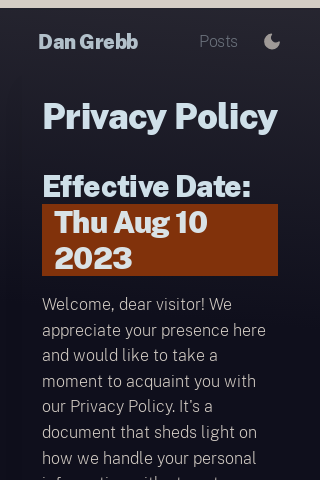 Dan Grebb Posts
Privacy Policy
Effective Date:
Thu Aug 10
2023
Welcome, dear visitor! We
appreciate your presence here
and would like to take a
moment to acquaint you with
our Privacy Policy. It's a
document that sheds light on
how we handle your personal